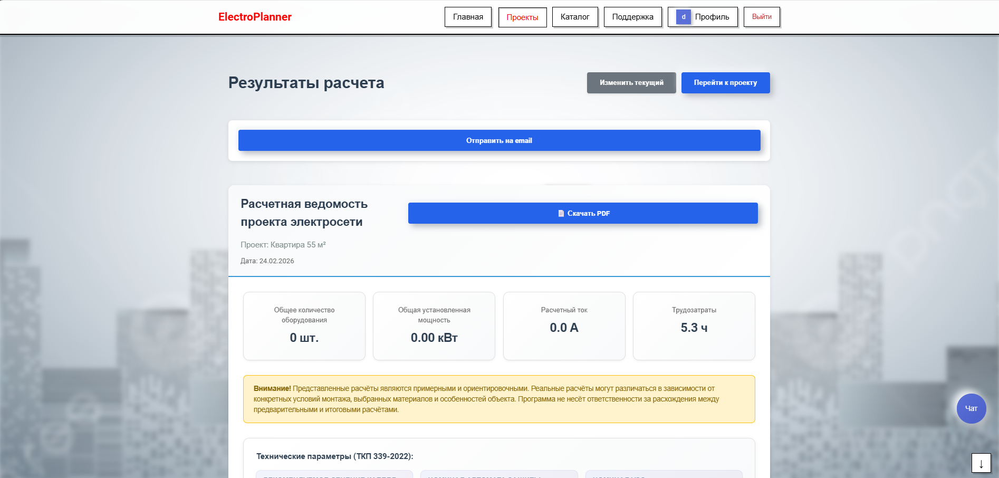 ElectroPlanner
Главная
Проекты
Каталог
Поддержка
d Профиль
Выйти
Результаты расчета
Изменить текущий
Перейти к проекту
Отправить на email
Расчетная ведомость
проекта электросети
Скачать PDF
Проект: Квартира 55 м²
Дата: 24.02.2026
Общее количество
оборудования
0 шт.
Общая установленная
мощность
0.00 кВт
Расчетный ток
0.0 А
Трудозатраты
5.3 ч
Внимание! Представленные расчёты являются примерными и ориентировочными. Реальные расчёты могут различаться в зависимости от
конкретных условий монтажа, выбранных материалов и особенностей объекта. Программа не несёт ответственности за расхождения между
предварительными и итоговыми расчётами.
Чат
Технические параметры (ТКП 339-2022):
↓